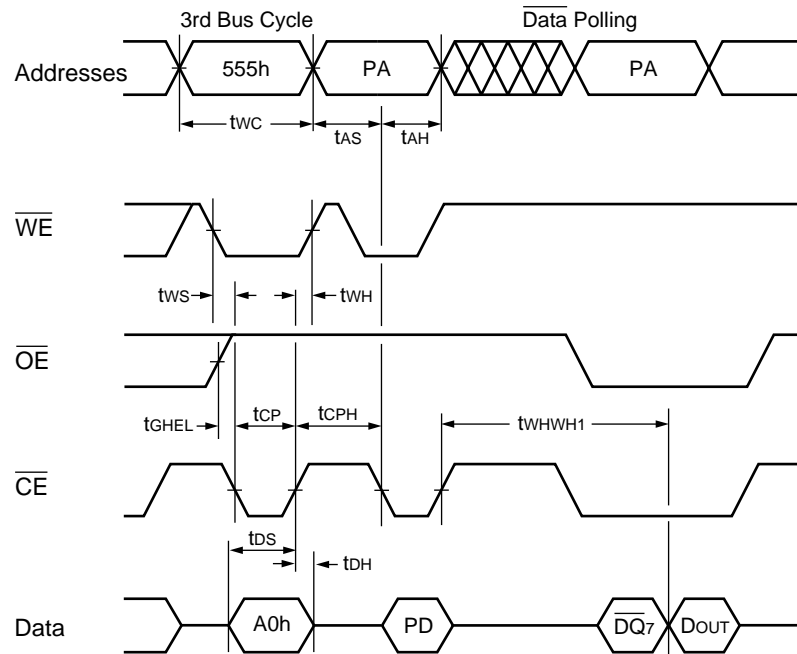 3rd Bus Cycle
Data Polling
Addresses
555h
PA
PA
tWC
tAS
tAH
WE
tWS
tWH
OE
tGHEL
tCP
tCPH
tWHWH1
CE
tDS
tDH
Data
A0h
PD
DQ7
DOUT